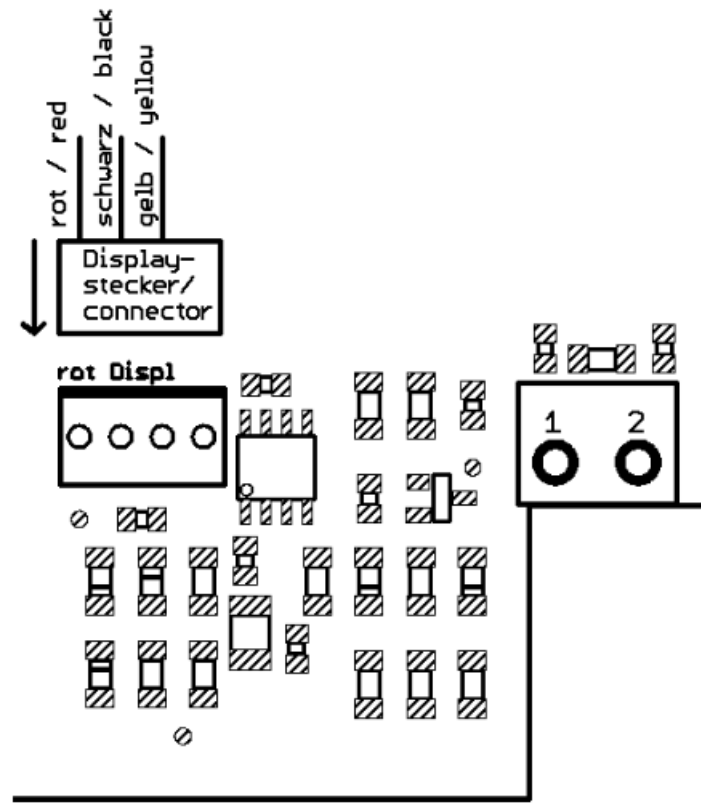 rot / red
schwarz / black
gelb / yellow
Display-
stecker/
connector
rot Displ
1 2